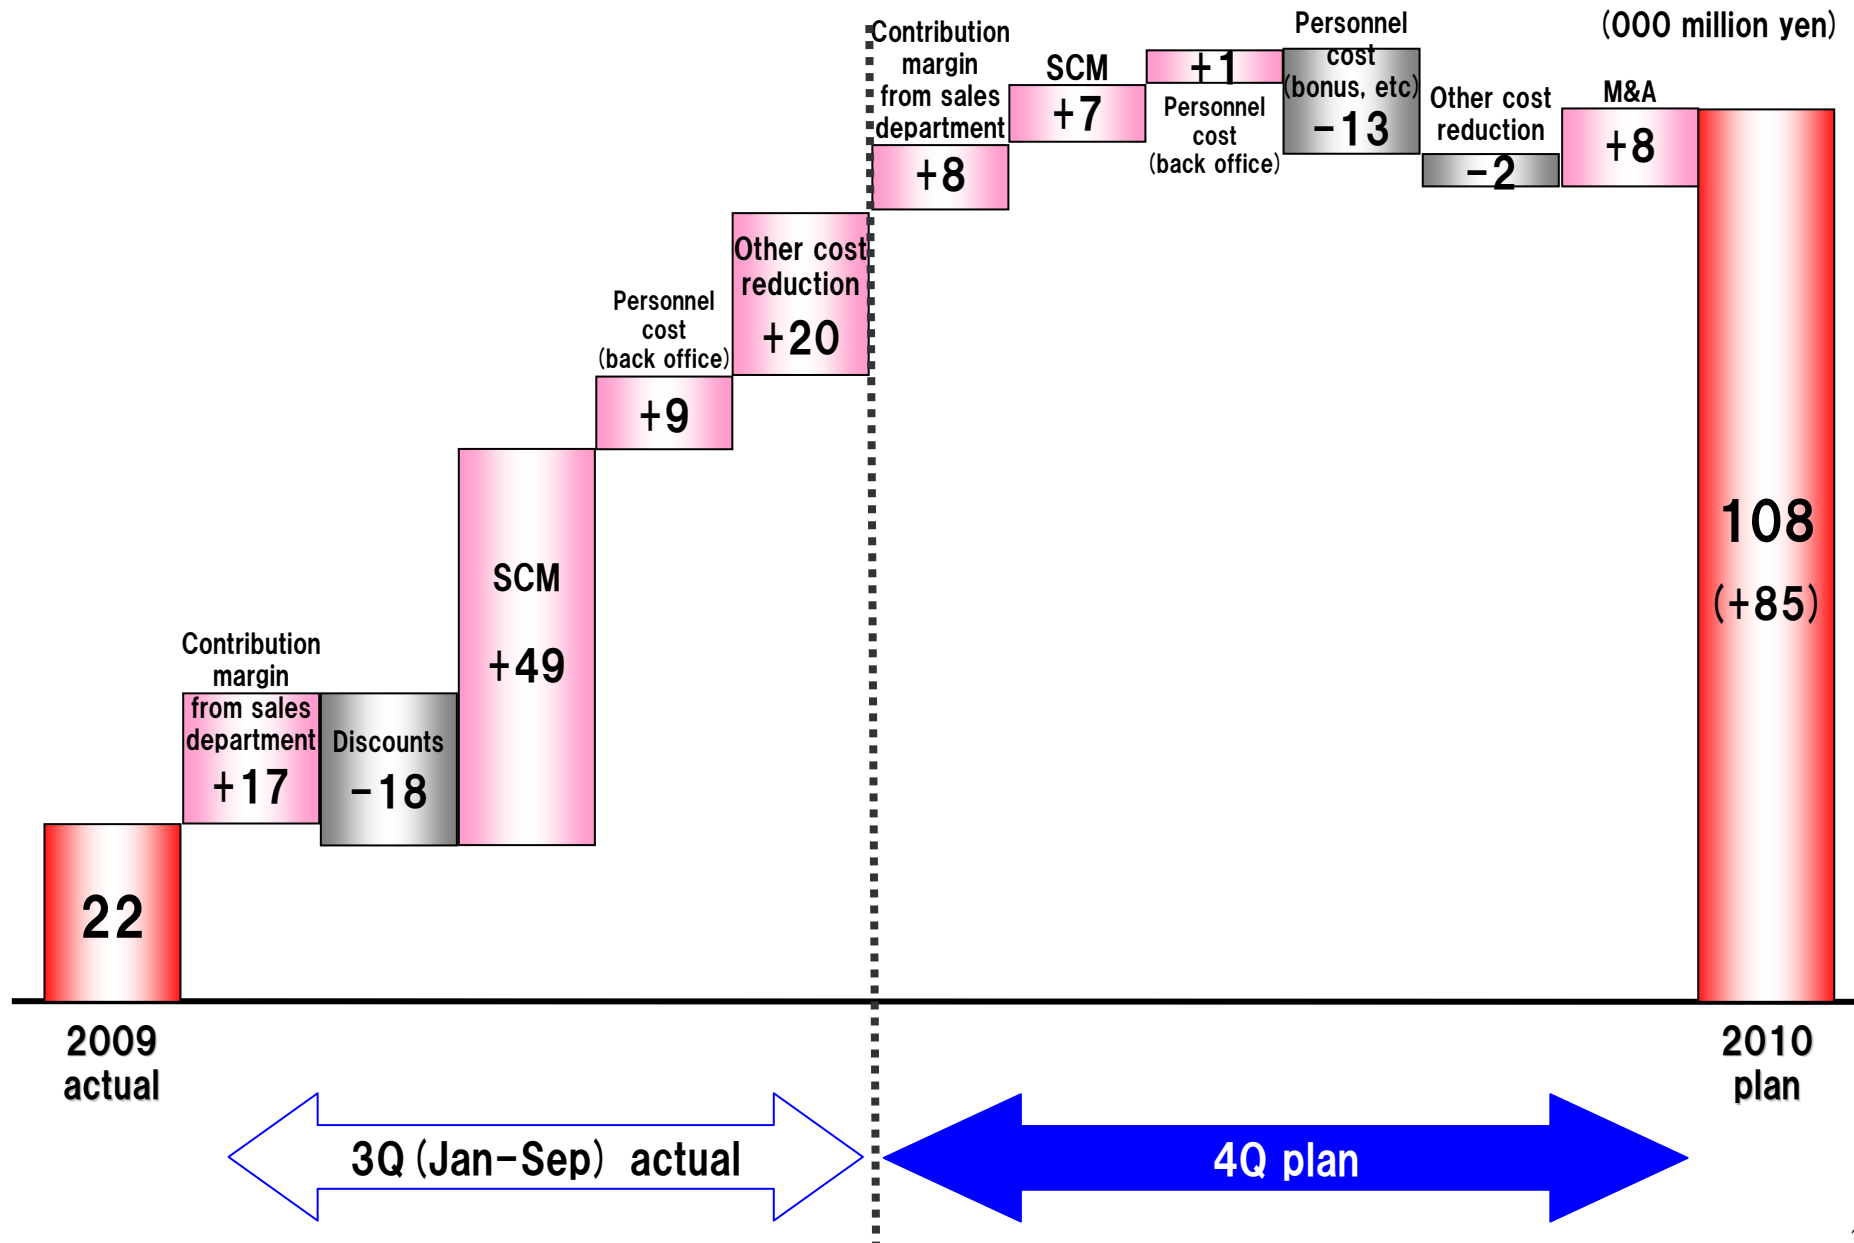 (000 million yen)
22
Contribution
margin
from sales
department
+17
Discounts
-18
SCM
+49
Personnel
cost
(back office)
+9
Other cost
reduction
+20
Contribution
margin
from sales
department
+8
SCM
+7
+1
Personnel
cost
(back office)
Personnel
cost
(bonus, etc)
-13
Other cost
reduction
-2
M&A
+8
108
(+85)
2009
actual
2010
plan
3Q (Jan-Sep) actual
4Q plan